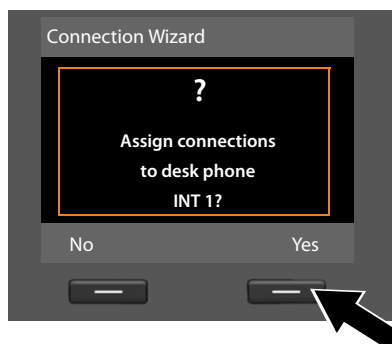 Connection Wizard
?
Assign connections
to desk phone
INT 1?
No Yes